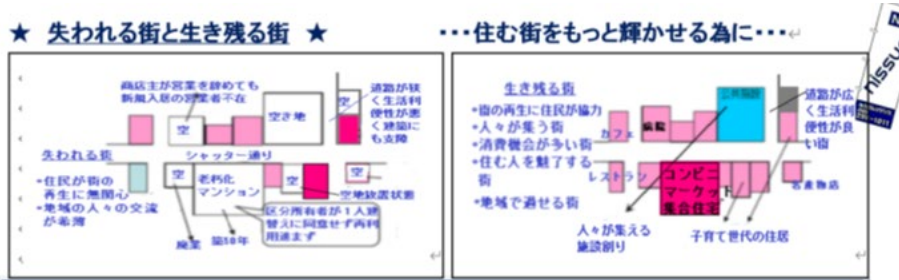 ★ 失われる街と生き残る街 ★
･･･住む街をもっと輝かせる為に･･･
商店主が営業を辞めても
新規入居の営業者不在
空
空き地
空
道路が狭
く生活利
便性が悪
く建築に
も支障
シャッター通り
失われる街
*住民が街の
再生に無関心
*地域の人々の交流
が希薄
空
老朽化
マンション
空
空
空地放置状態
廃業
築50年
区分所有者が1人建
替えに同意せず再利
用進まず
生き残る街
*街の再生に住民が協力
*人々が集う街
*消費機会が多い街
*住む人を魅了する
街
*地域で過せる街
カフェ
病院
公共施設
道路が広
く生活利
便性が良
い街
レストラン
コンビニ
マーケット
集合住宅
名産物店
人々が集える
施設創り
子育て世代の住居
nissu